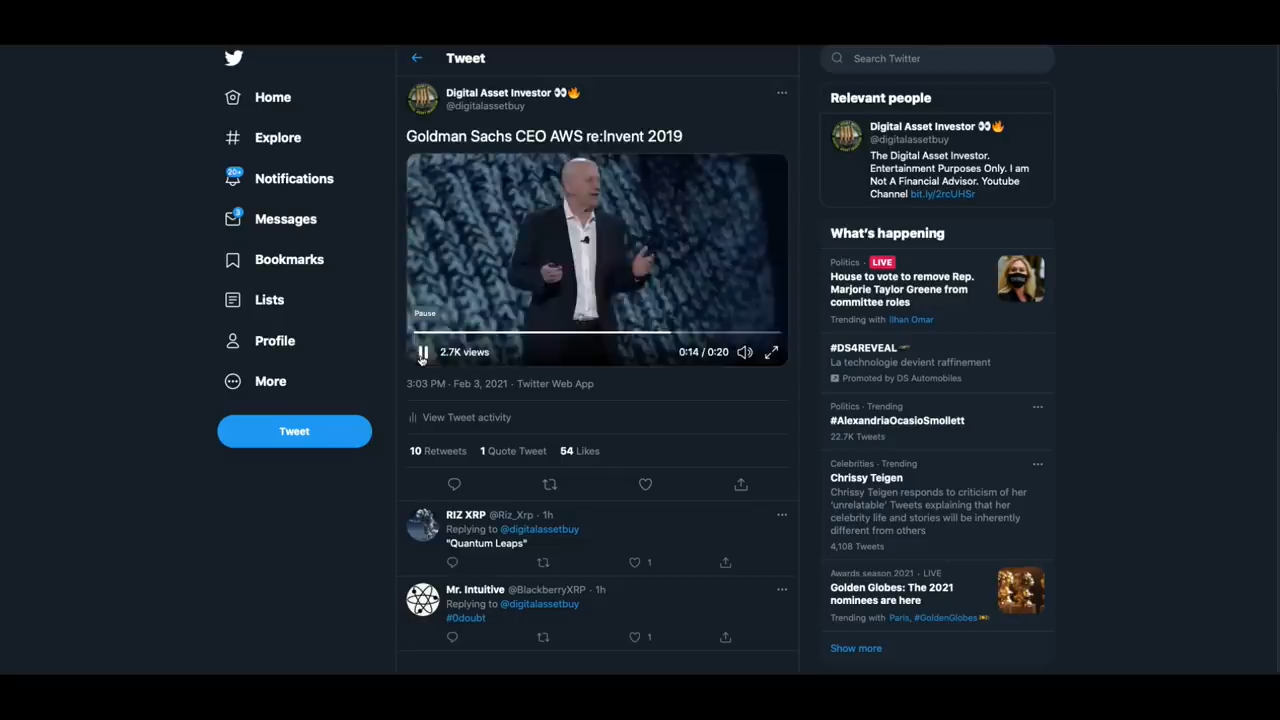 Home
Explore
20+
Notifications
3
Messages
Bookmarks
Lists
Profile
More
Tweet
Tweet
Digital Asset Investor 👀🔥
@digitalassetbuy
Goldman Sachs CEO AWS re:Invent 2019
Pause
2.7K views
0:14 / 0:20
3:03 PM · Feb 3, 2021 · Twitter Web App
View Tweet activity
10 Retweets 1 Quote Tweet 54 Likes
RIZ XRP @Riz_Xrp · 1h
Replying to @digitalassetbuy
"Quantum Leaps"
1
Mr. Intuitive @BlackberryXRP · 1h
Replying to @digitalassetbuy
#0doubt
1
Search Twitter
Relevant people
Digital Asset Investor 👀🔥
@digitalassetbuy
The Digital Asset Investor.
Entertainment Purposes Only. I am
Not A Financial Advisor. Youtube
Channel bit.ly/2rcUHSr
What's happening
Politics · LIVE
House to vote to remove Rep.
Marjorie Taylor Greene from
committee roles
Trending with Ilhan Omar
#DS4REVEAL
La technologie devient raffinement
Promoted by DS Automobiles
Politics · Trending
#AlexandriaOcasioSmollett
22.7K Tweets
Celebrities · Trending
Chrissy Teigen
Chrissy Teigen responds to criticism of her
'unrelatable' Tweets explaining that her
celebrity life and stories will be inherently
different from others
4,108 Tweets
Awards season 2021 · LIVE
Golden Globes: The 2021
nominees are here
Trending with Paris, #GoldenGlobes
Show more